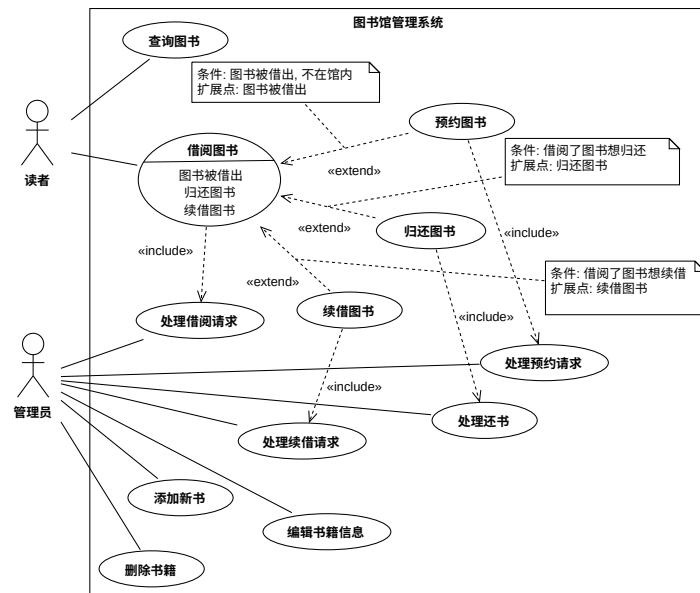 图书馆管理系统
查询图书
条件: 图书被借出, 不在馆内
扩展点: 图书被借出
预约图书
借阅图书
图书被借出
归还图书
续借图书
«extend»
条件: 借阅了图书想归还
扩展点: 归还图书
读者
«extend»
归还图书
«include»
«include»
条件: 借阅了图书想续借
扩展点: 续借图书
«extend»
续借图书
处理借阅请求
«include»
处理预约请求
«include»
管理员
处理还书
处理续借请求
添加新书
编辑书籍信息
删除书籍